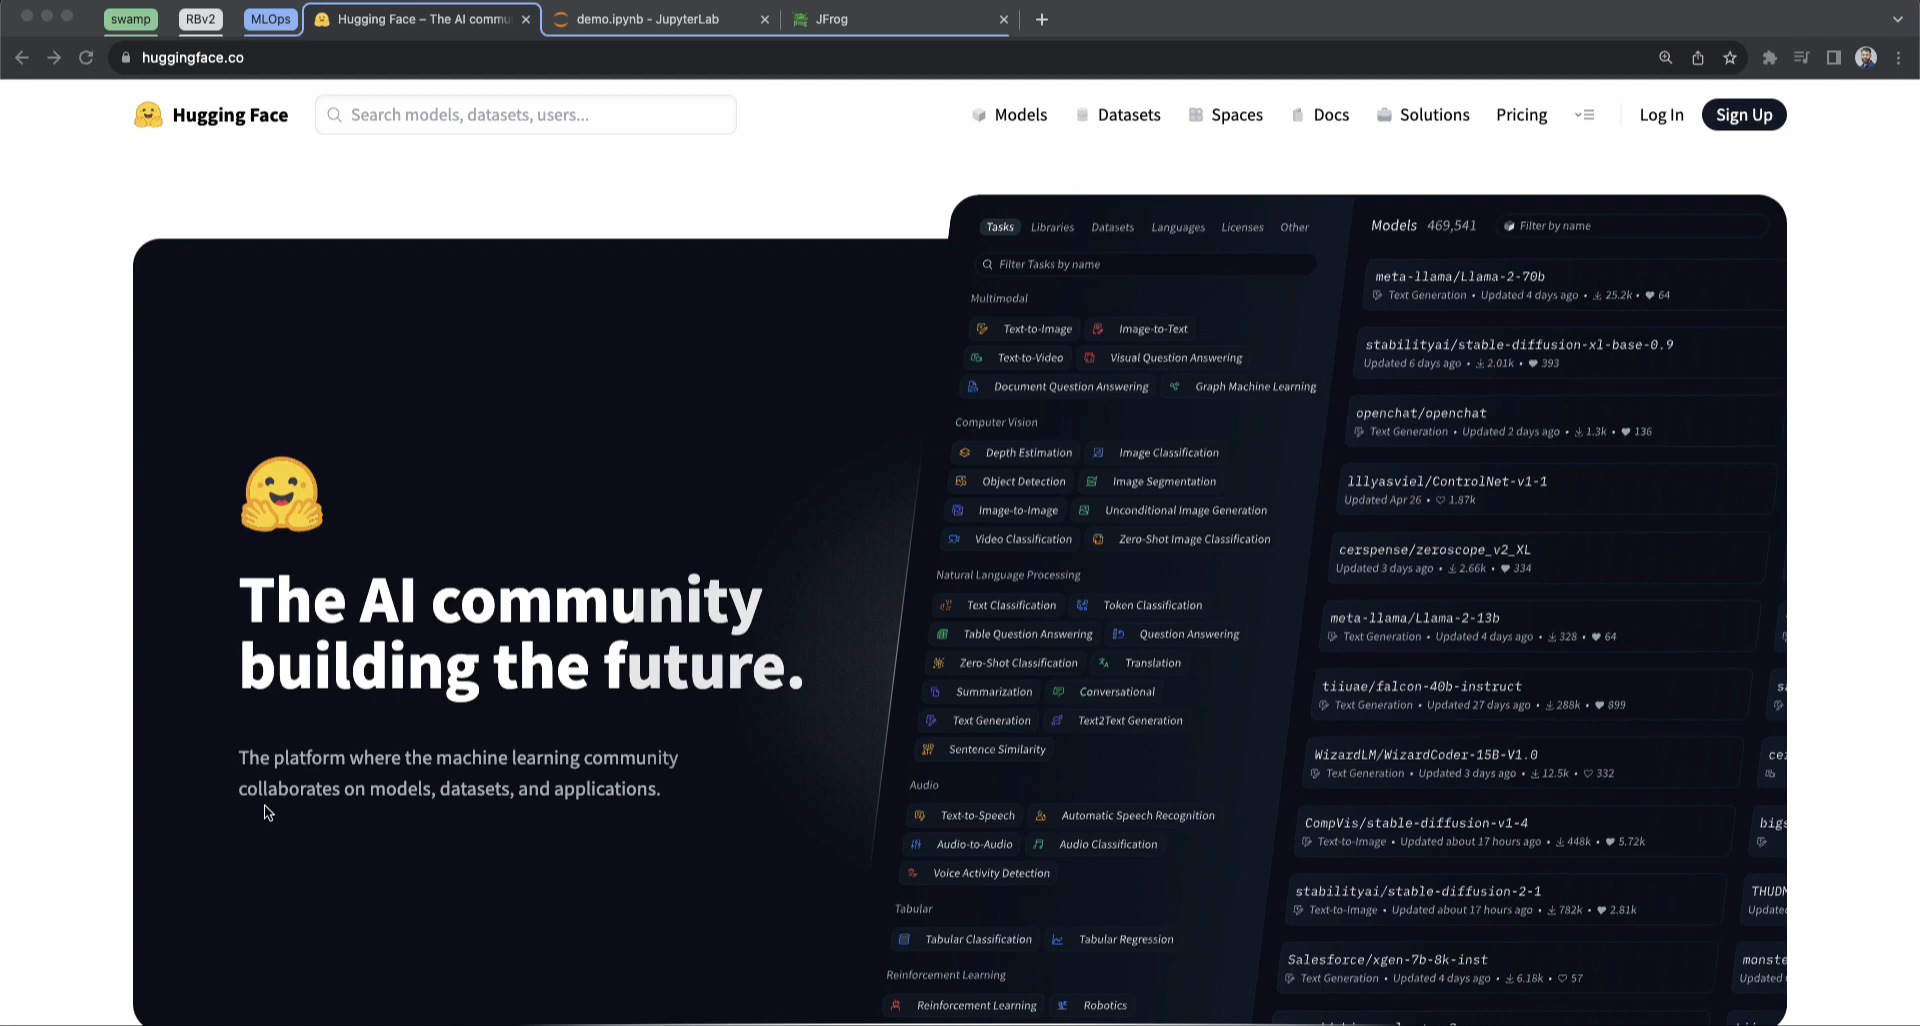 swamp
RBv2
MLOps
Hugging Face – The AI commu
demo.ipynb - JupyterLab
JFrog
huggingface.co
Hugging Face
Search models, datasets, users...
Models
Datasets
Spaces
Docs
Solutions
Pricing
Log In
Sign Up
The AI community
building the future.
The platform where the machine learning community
collaborates on models, datasets, and applications.
Tasks Libraries Datasets Languages Licenses Other
Filter Tasks by name
Multimodal
Text-to-Image Image-to-Text
Text-to-Video Visual Question Answering
Document Question Answering Graph Machine Learning
Computer Vision
Depth Estimation Image Classification
Object Detection Image Segmentation
Image-to-Image Unconditional Image Generation
Video Classification Zero-Shot Image Classification
Natural Language Processing
Text Classification Token Classification
Table Question Answering Question Answering
Zero-Shot Classification Translation
Summarization Conversational
Text Generation Text2Text Generation
Sentence Similarity
Audio
Text-to-Speech Automatic Speech Recognition
Audio-to-Audio Audio Classification
Voice Activity Detection
Tabular
Tabular Classification Tabular Regression
Reinforcement Learning
Reinforcement Learning Robotics
Models 469,541 Filter by name
meta-llama/Llama-2-70b
Text Generation • Updated 4 days ago • 25.2k • 64
stabilityai/stable-diffusion-xl-base-0.9
Updated 6 days ago • 2.01k • 393
openchat/openchat
Text Generation • Updated 2 days ago • 1.3k • 136
lllyasviel/ControlNet-v1-1
Updated Apr 26 • 1.87k
cerspense/zeroscope_v2_XL
Updated 3 days ago • 2.66k • 334
meta-llama/Llama-2-13b
Text Generation • Updated 4 days ago • 328 • 64
tiiuae/falcon-40b-instruct
Text Generation • Updated 27 days ago • 288k • 899
WizardLM/WizardCoder-15B-V1.0
Text Generation • Updated 3 days ago • 12.5k • 332
CompVis/stable-diffusion-v1-4
Text-to-Image • Updated about 17 hours ago • 448k • 5.72k
stabilityai/stable-diffusion-2-1
Text-to-Image • Updated about 17 hours ago • 782k • 2.81k
Salesforce/xgen-7b-8k-inst
Text Generation • Updated 4 days ago • 6.18k • 57
big
THUD
Update
monste
Updated